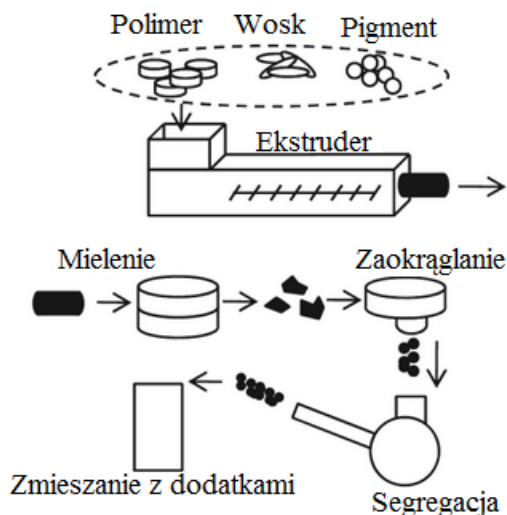 Polimer Wosk Pigment
Ekstruder
Mielenie Zaokrąglanie
Zmieszanie z dodatkami
Segregacja